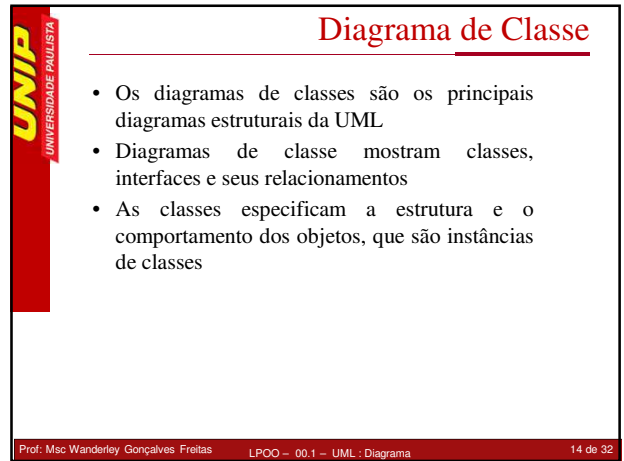 UNIP
UNIVERSIDADE PAULISTA
Diagrama de Classe
• Os diagramas de classes são os principais
diagramas estruturais da UML
• Diagramas de classe mostram classes,
interfaces e seus relacionamentos
• As classes especificam a estrutura e o
comportamento dos objetos, que são instâncias
de classes
Prof: Msc Wanderley Gonçalves Freitas LPOO – 00.1 – UML : Diagrama 14 de 32